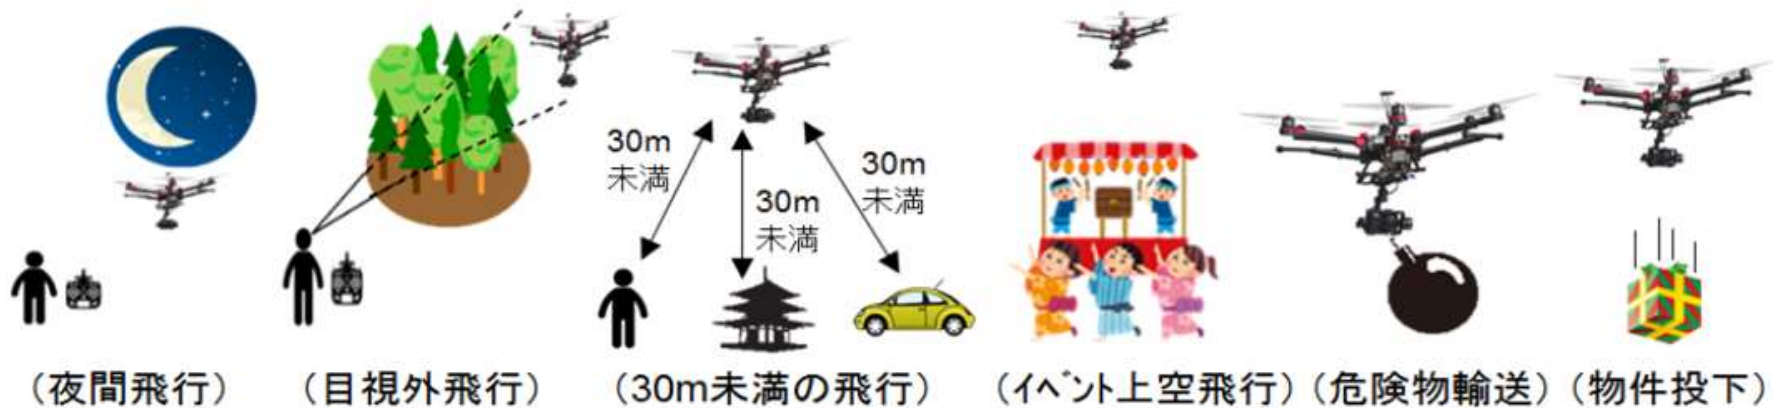 30m
未満
30m
未満
30m
未満
（夜間飛行）
（目視外飛行）
（30m未満の飛行）
（イベント上空飛行）
（危険物輸送）
（物件投下）